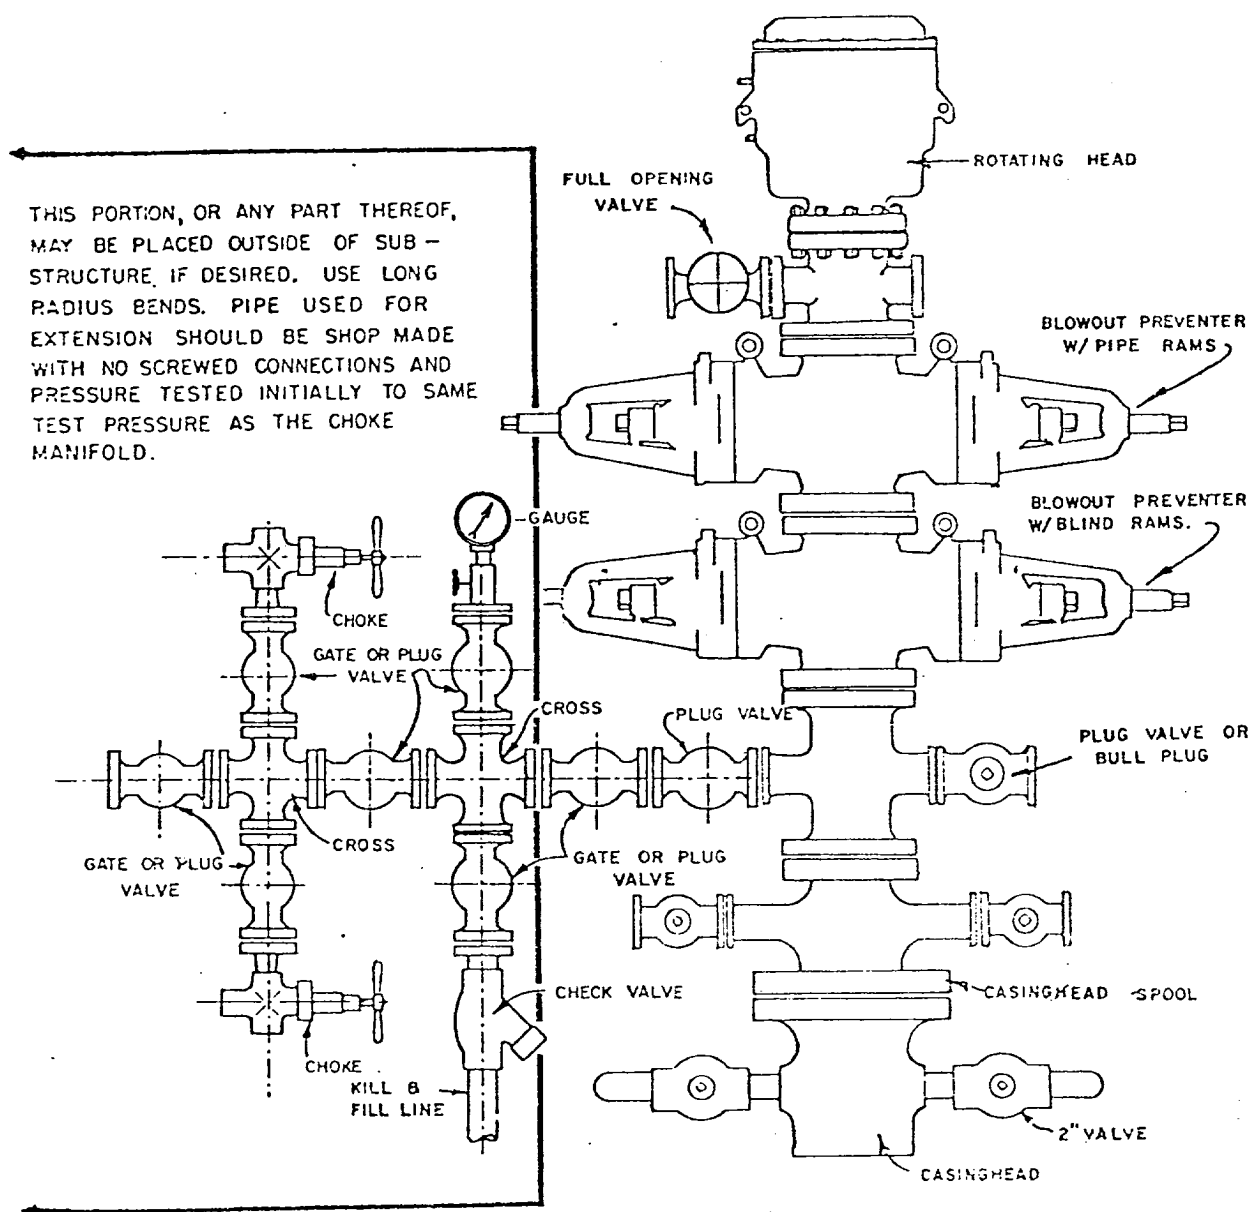 ROTATING HEAD
FULL OPENING
VALVE
THIS PORTION, OR ANY PART THEREOF,
MAY BE PLACED OUTSIDE OF SUB-
STRUCTURE IF DESIRED. USE LONG
RADIUS BENDS. PIPE USED FOR
EXTENSION SHOULD BE SHOP MADE
WITH NO SCREWED CONNECTIONS AND
PRESSURE TESTED INITIALLY TO SAME
TEST PRESSURE AS THE CHOKE
MANIFOLD.
BLOWOUT PREVENTER
W/ PIPE RAMS
BLOWOUT PREVENTER
W/ BLIND RAMS.
GAUGE
CHOKE
GATE OR PLUG
VALVE
CROSS
PLUG VALVE
PLUG VALVE OR
BULL PLUG
CROSS
GATE OR PLUG
VALVE
GATE OR PLUG
VALVE
CHECK VALVE
CASINGHEAD SPOOL
CHOKE
KILL &
FILL LINE
2" VALVE
CASINGHEAD